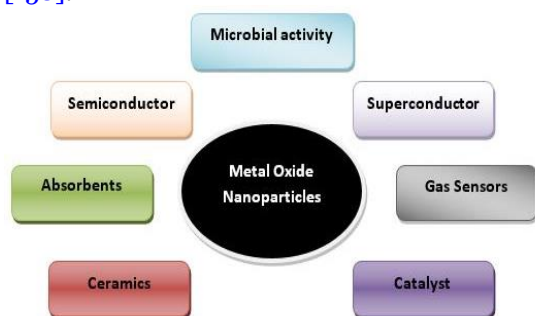 Microbial activity
Semiconductor
Superconductor
Metal Oxide
Nanoparticles
Absorbents
Gas Sensors
Ceramics
Catalyst